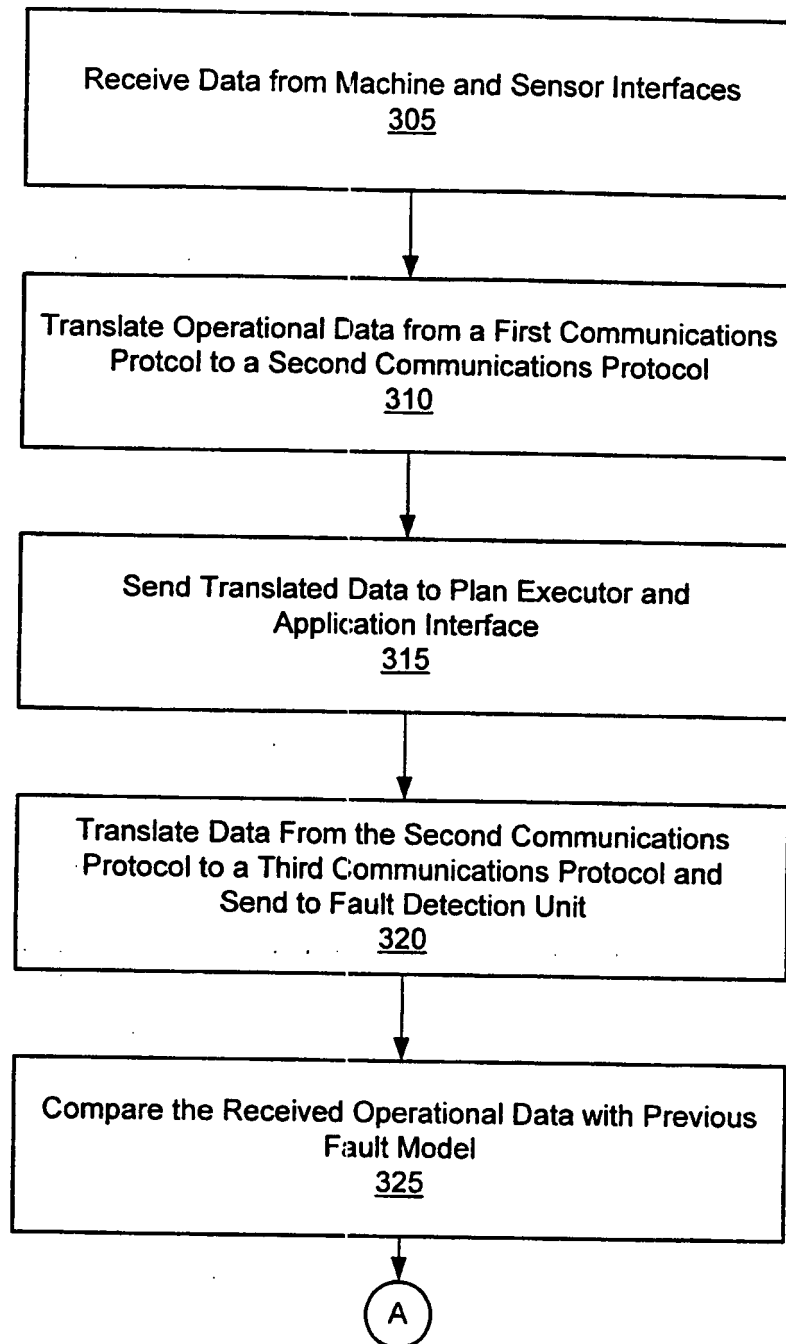 Receive Data from Machine and Sensor Interfaces
305
Translate Operational Data from a First Communications
Protcol to a Second Communications Protocol
310
Send Translated Data to Plan Executor and
Application Interface
315
Translate Data From the Second Communications
Protocol to a Third Communications Protocol and
Send to Fault Detection Unit
320
Compare the Received Operational Data with Previous
Fault Model
325
A